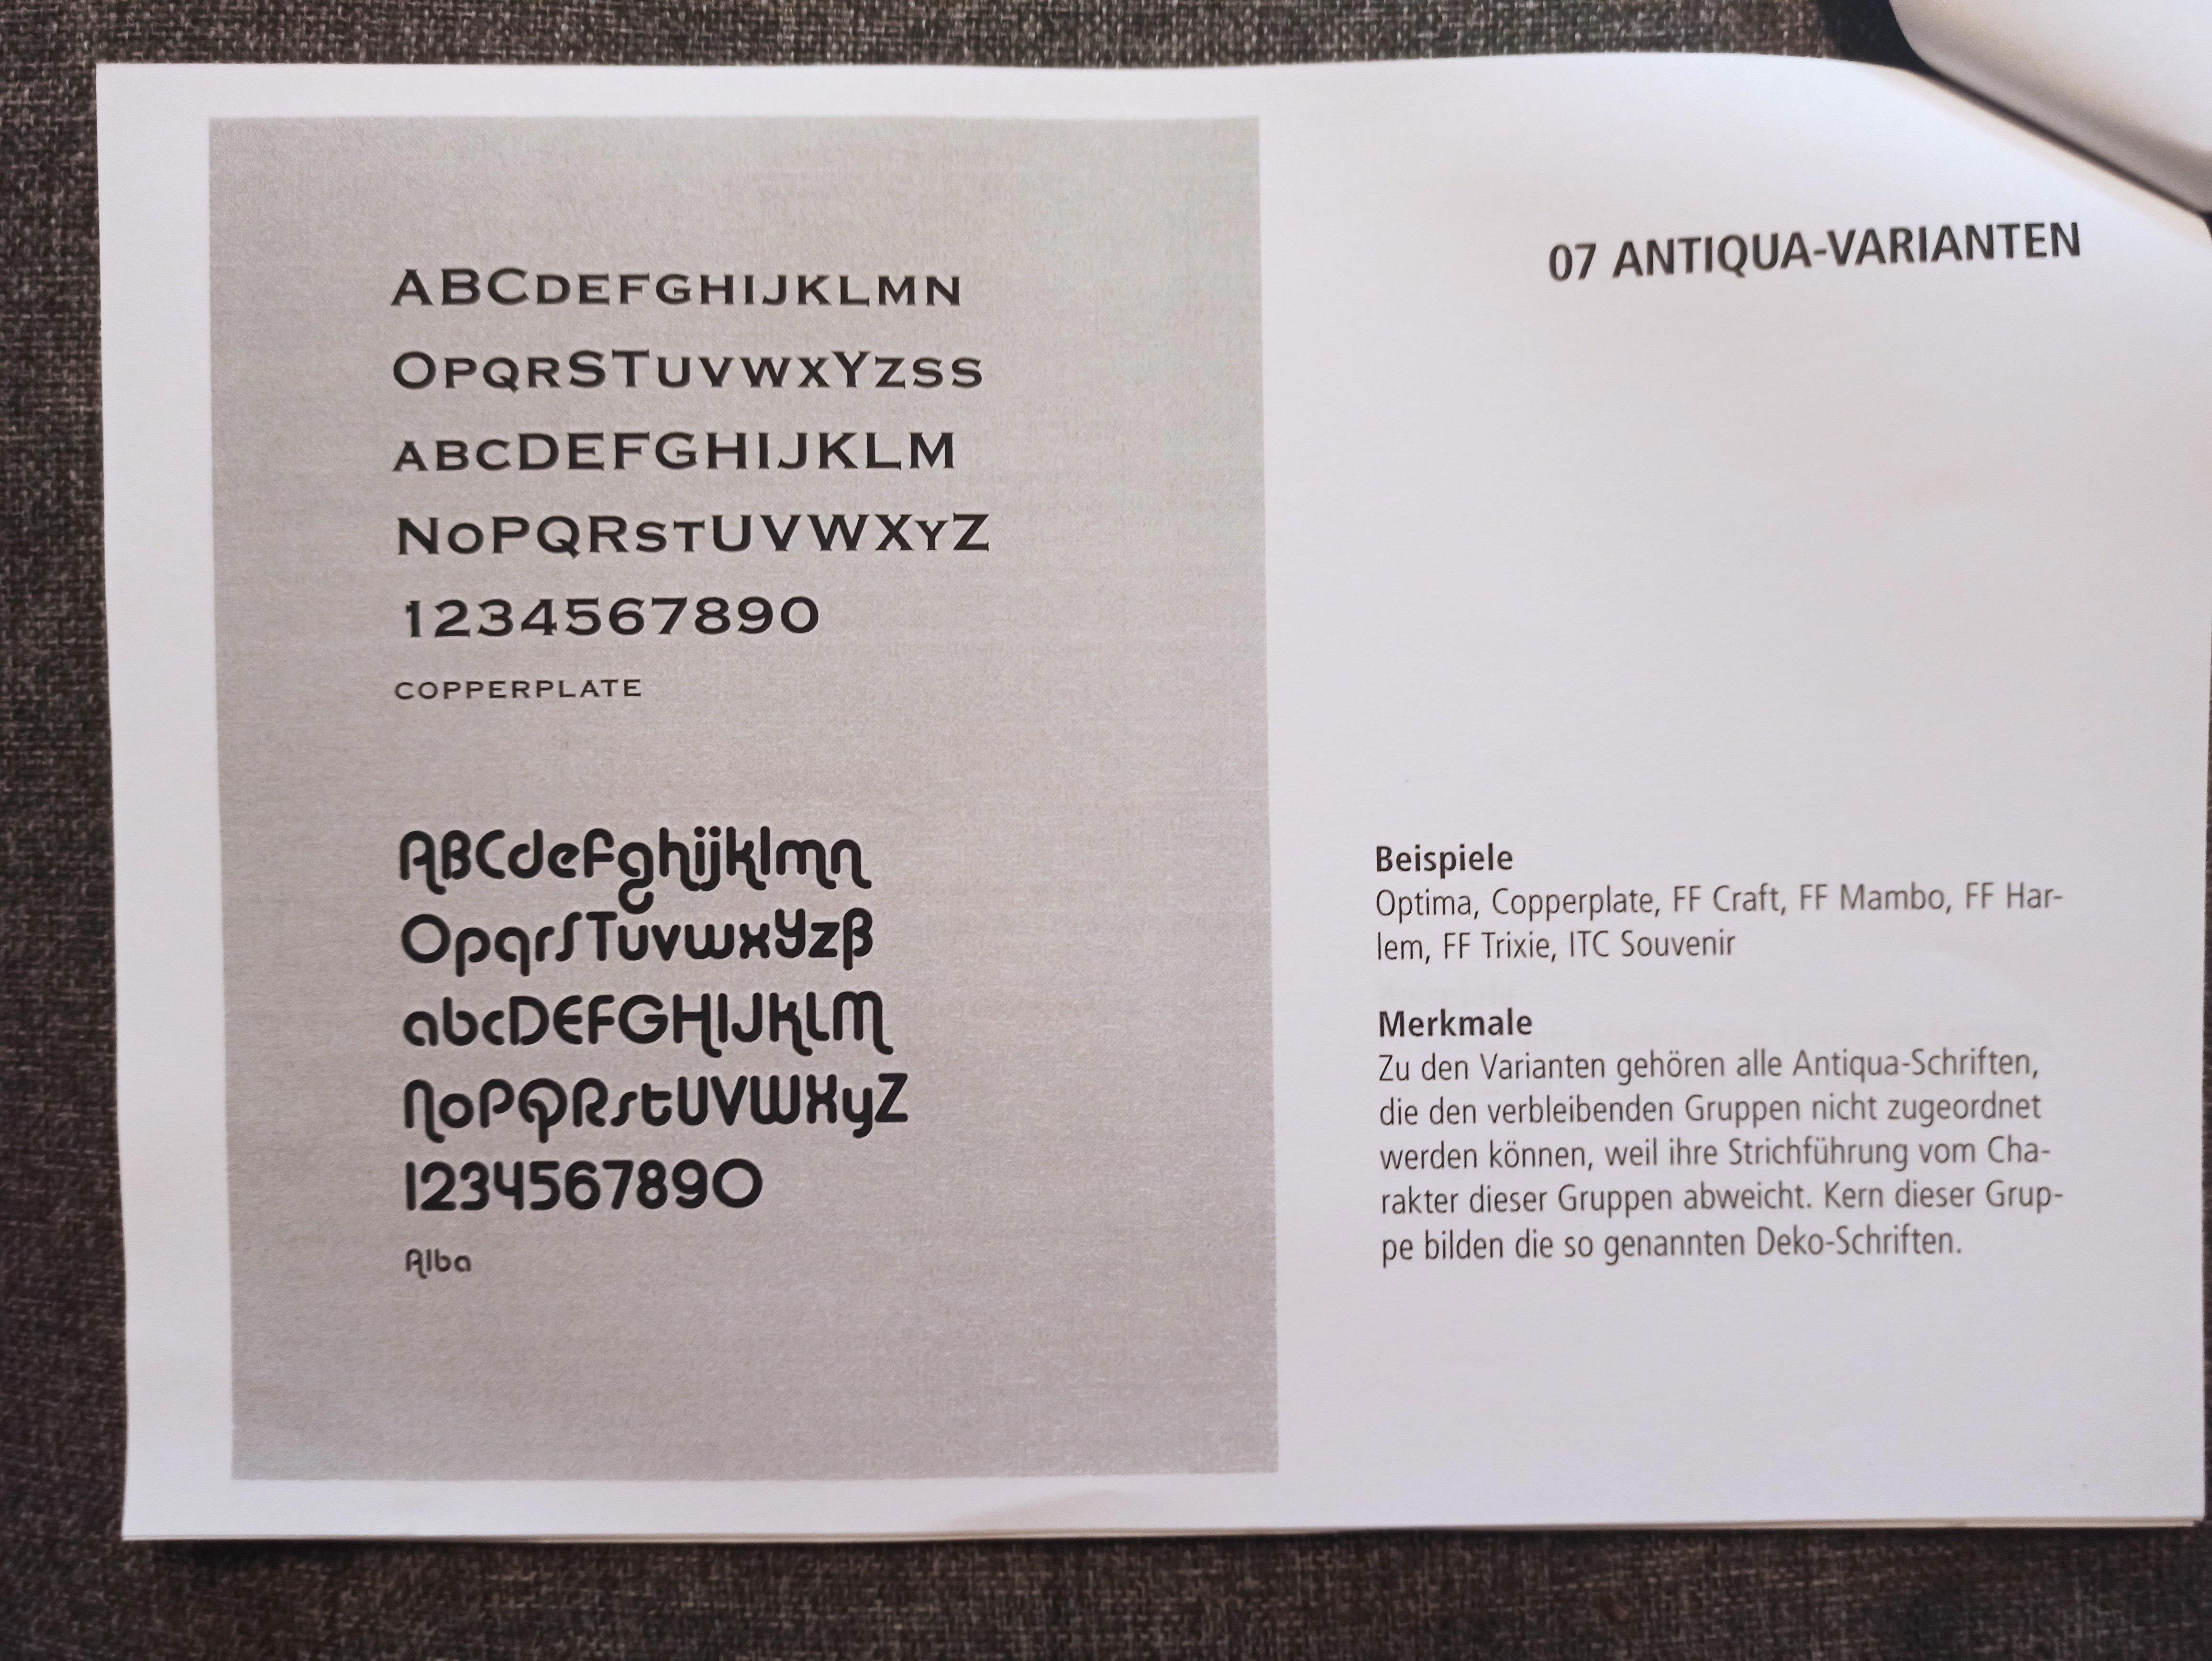 ABCDEFGHIJKLMN
OPQRSTUVWXYZSS
ABCDEFGHIJKLM
NOPQRSTUVWXYZ
1234567890
COPPERPLATE
ABCdeFghijklmn
OpqrSTuvwxYzβ
abcDEFGHIJKLM
NoPQRstUVWXyZ
1234567890
Alba
07 ANTIQUA-VARIANTEN
Beispiele
Optima, Copperplate, FF Craft, FF Mambo, FF Har-
lem, FF Trixie, ITC Souvenir
Merkmale
Zu den Varianten gehören alle Antiqua-Schriften,
die den verbleibenden Gruppen nicht zugeordnet
werden können, weil ihre Strichführung vom Cha-
rakter dieser Gruppen abweicht. Kern dieser Grup-
pe bilden die so genannten Deko-Schriften.